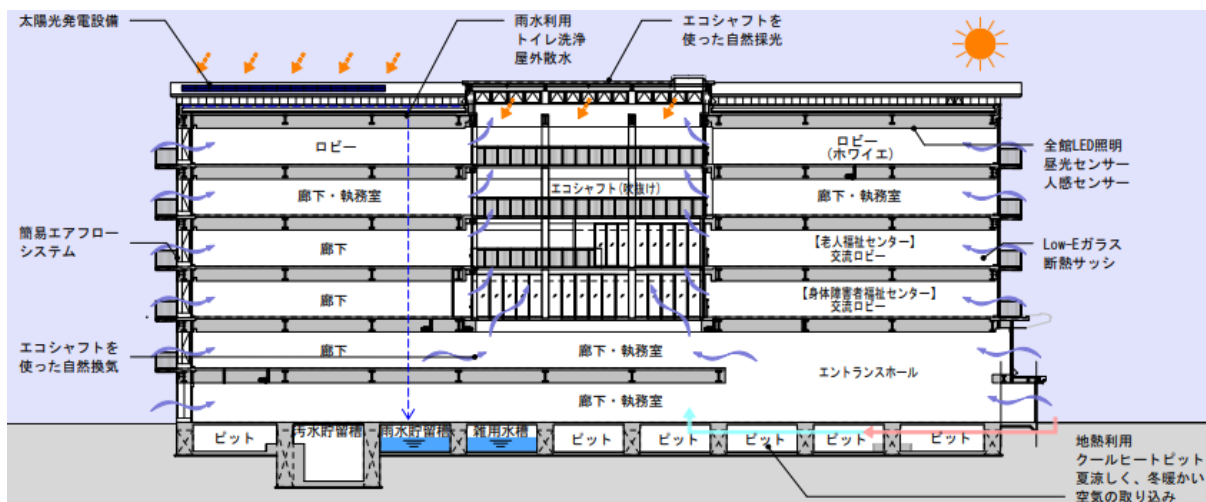 太陽光発電設備
雨水利用
トイレ洗浄
屋外散水
エコシャフトを
使った自然採光
ロビー
ロビー
(ホワイエ)
全館LED照明
昼光センサー
人感センサー
廊下・執務室
エコシャフト(吹抜け)
廊下・執務室
簡易エアフロー
システム
廊下
【老人福祉センター】
交流ロビー
Low-Eガラス
断熱サッシ
廊下
【身体障害者福祉センター】
交流ロビー
エコシャフトを
使った自然換気
廊下
廊下・執務室
エントランスホール
廊下・執務室
ピット
汚水貯留槽
雨水貯留槽
雑用水槽
ピット
ピット
ピット
ピット
ピット
地熱利用
クールヒートピット
夏涼しく、冬暖かい
空気の取り込み